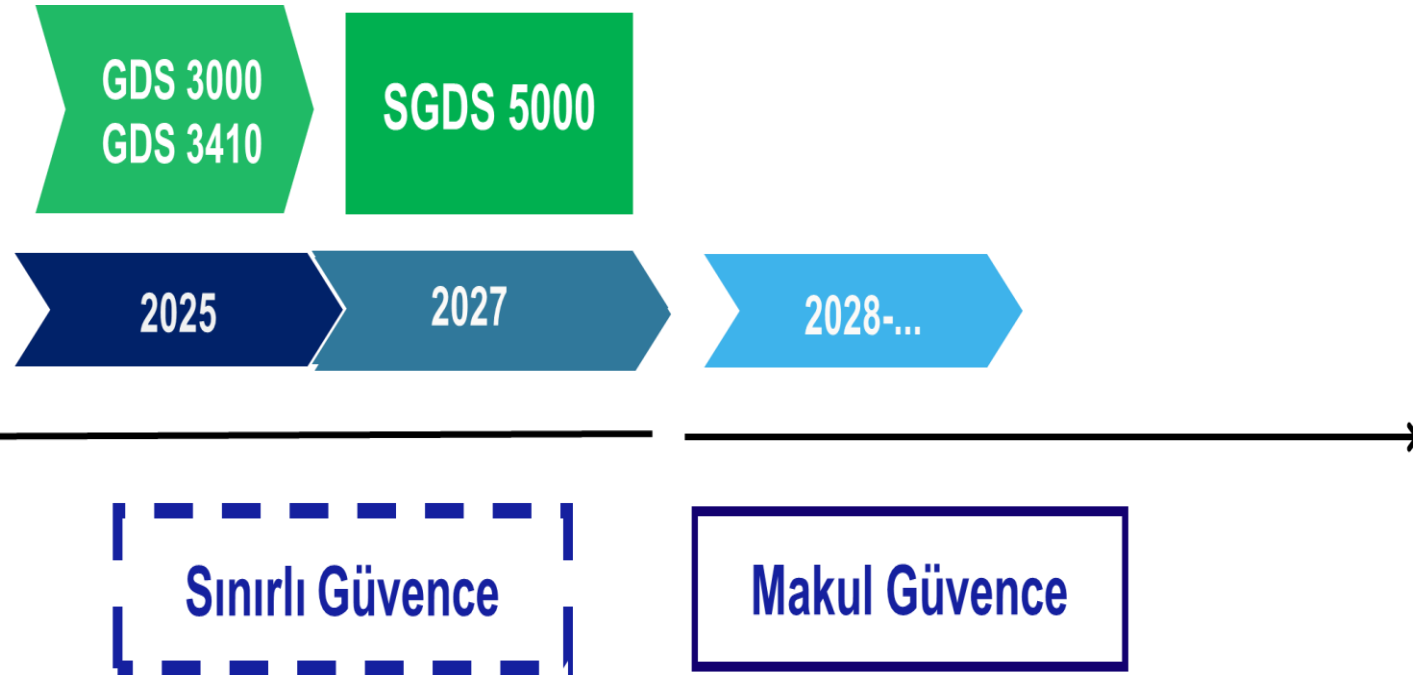 GDS 3000
GDS 3410
SGDS 5000
2025
2027
2028-...
Sınırlı Güvence
Makul Güvence